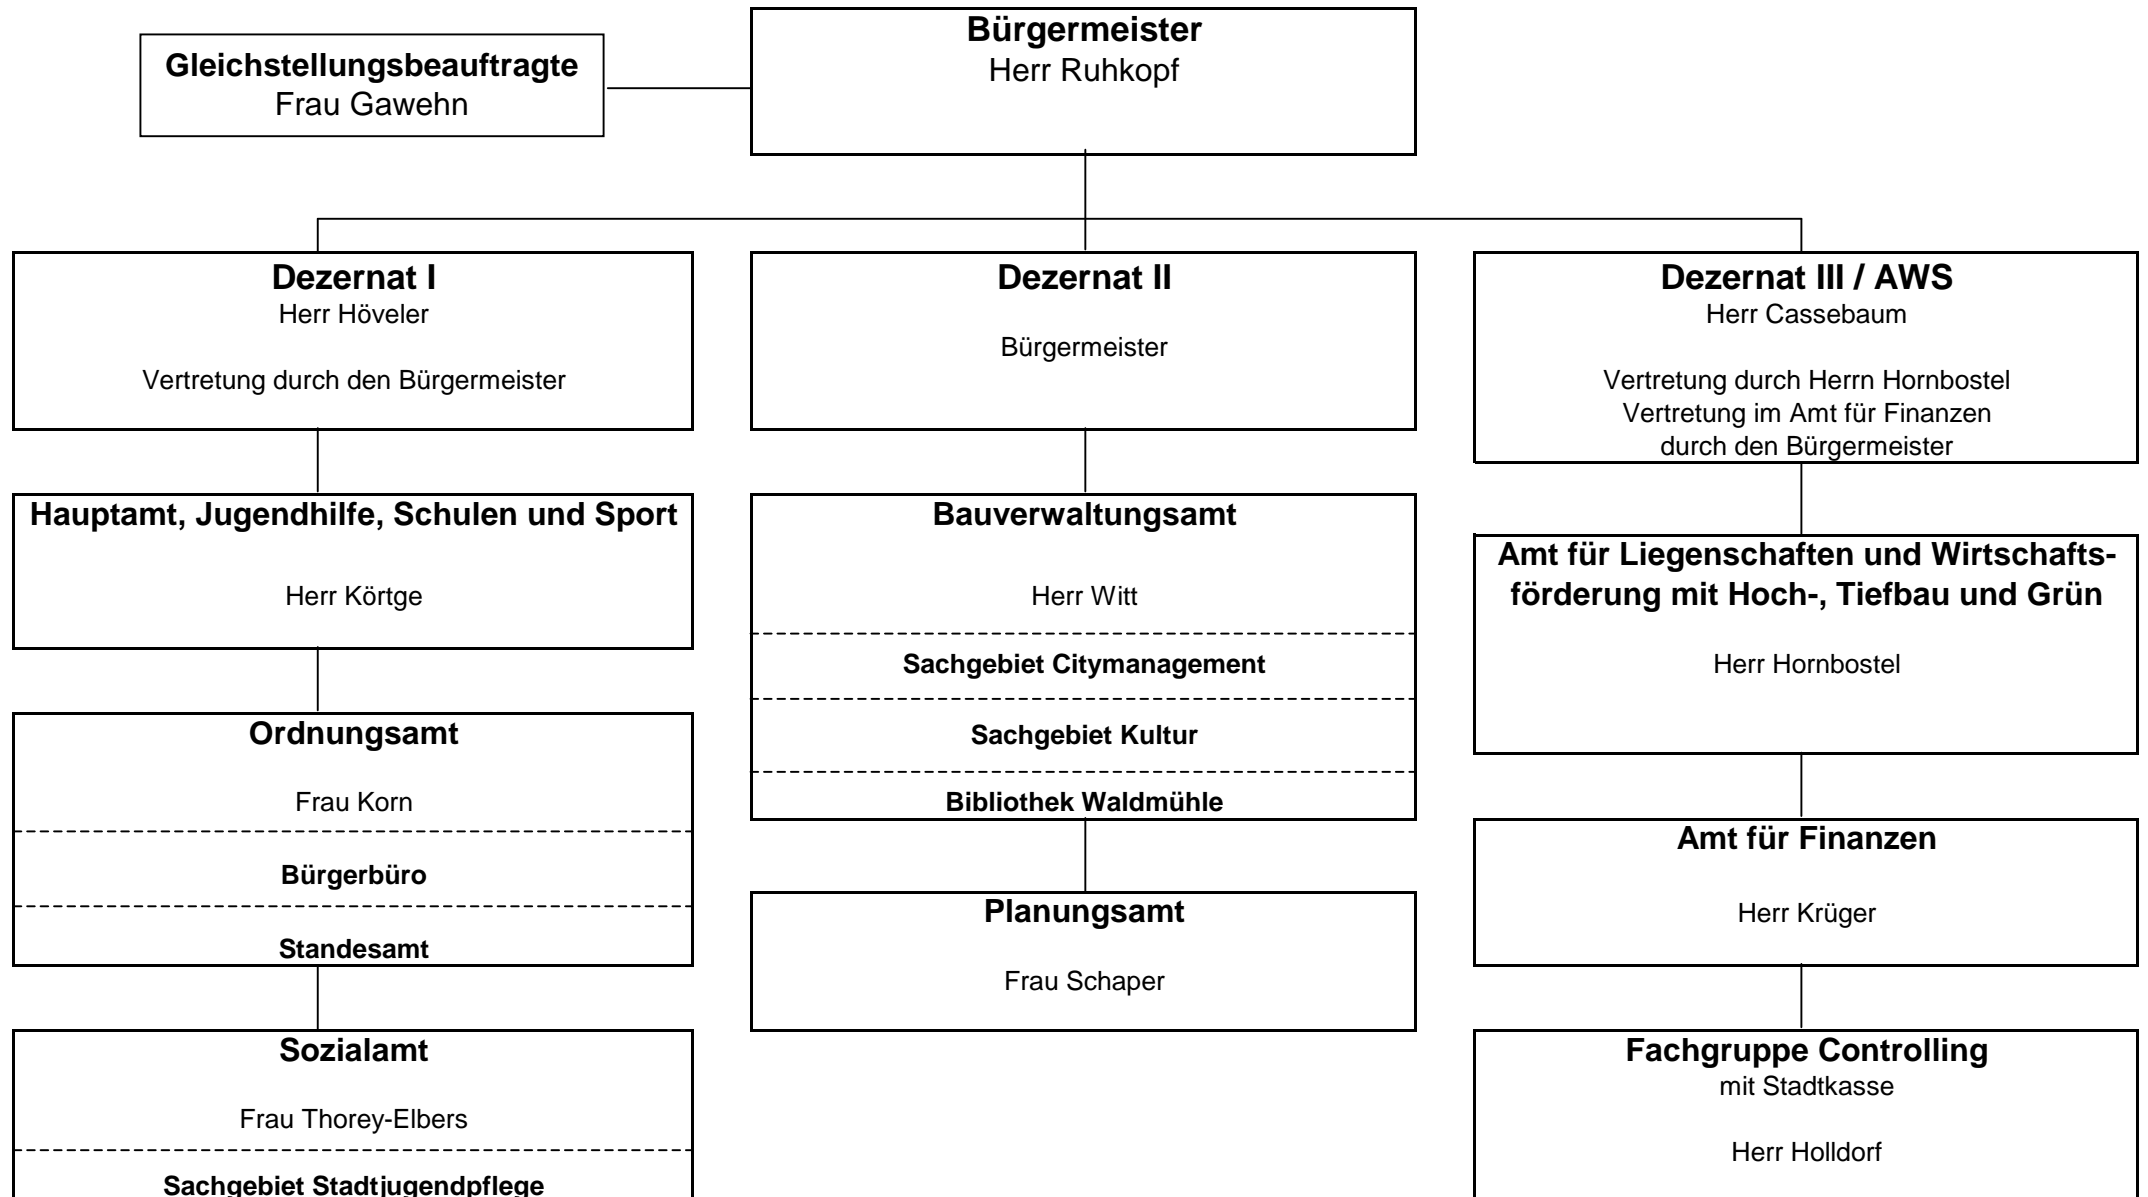 Bürgermeister
Herr Ruhkopf
Gleichstellungsbeauftragte
Frau Gawehn
Dezernat I
Herr Höveler
Vertretung durch den Bürgermeister
Hauptamt, Jugendhilfe, Schulen und Sport
Herr Körtge
Ordnungsamt
Frau Korn
Bürgerbüro
Standesamt
Sozialamt
Frau Thorey-Elbers
Sachgebiet Stadtjugendpflege
Dezernat II
Bürgermeister
Bauverwaltungsamt
Herr Witt
Sachgebiet Citymanagement
Sachgebiet Kultur
Bibliothek Waldmühle
Planungsamt
Frau Schaper
Dezernat III / AWS
Herr Cassebaum
Vertretung durch Herrn Hornbostel
Vertretung im Amt für Finanzen
durch den Bürgermeister
Amt für Liegenschaften und Wirtschafts-
förderung mit Hoch-, Tiefbau und Grün
Herr Hornbostel
Amt für Finanzen
Herr Krüger
Fachgruppe Controlling
mit Stadtkasse
Herr Holldorf